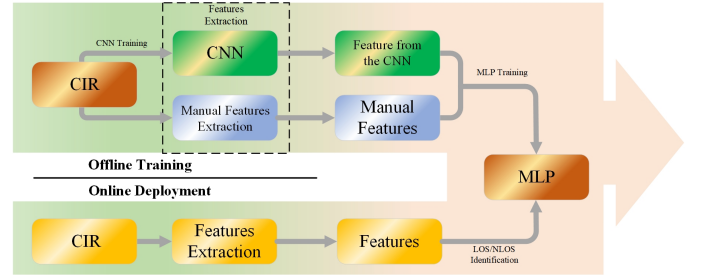 Features
Extraction
CNN Training
CNN
Feature from
the CNN
CIR
MLP Training
Manual Features
Extraction
Manual
Features
Offline Training
Online Deployment
MLP
CIR
Features
Extraction
Features
LOS/NLOS
Identification